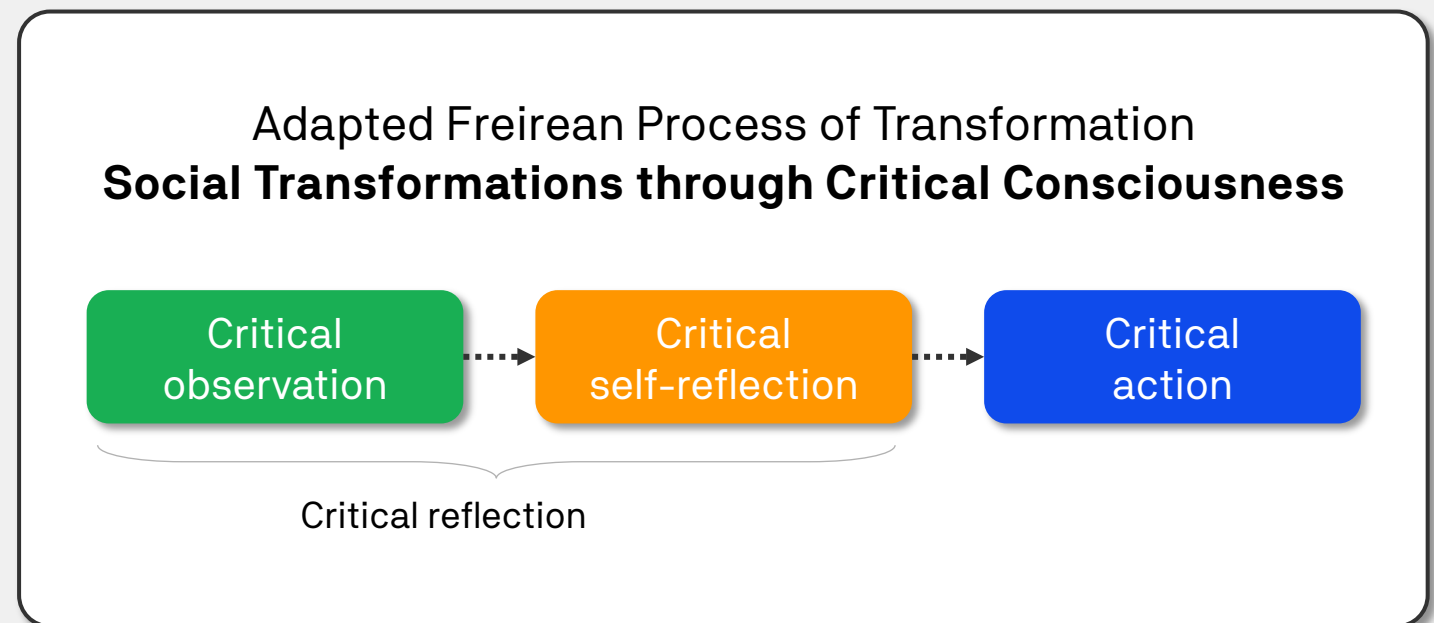 Adapted Freirean Process of Transformation
Social Transformations through Critical Consciousness
Critical
observation
Critical
self-reflection
Critical
action
Critical reflection